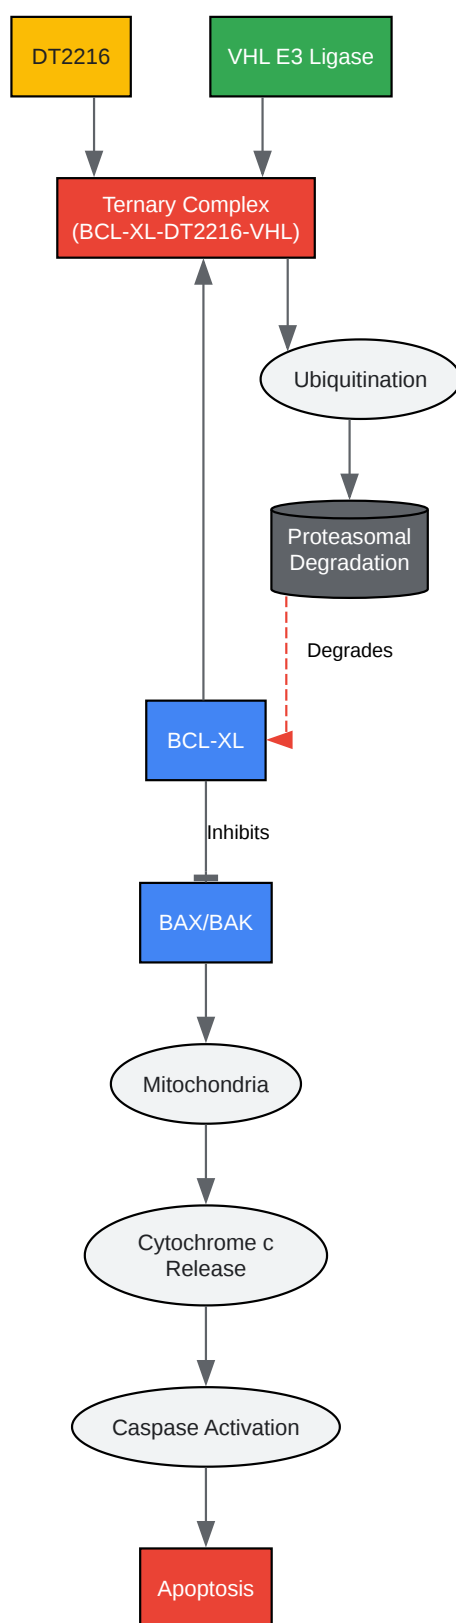 DT2216
VHL E3 Ligase
Ternary Complex
(BCL-XL-DT2216-VHL)
Ubiquitination
Proteasomal
Degradation
Degrades
BCL-XL
Inhibits
BAX/BAK
Mitochondria
Cytochrome c
Release
Caspase Activation
Apoptosis